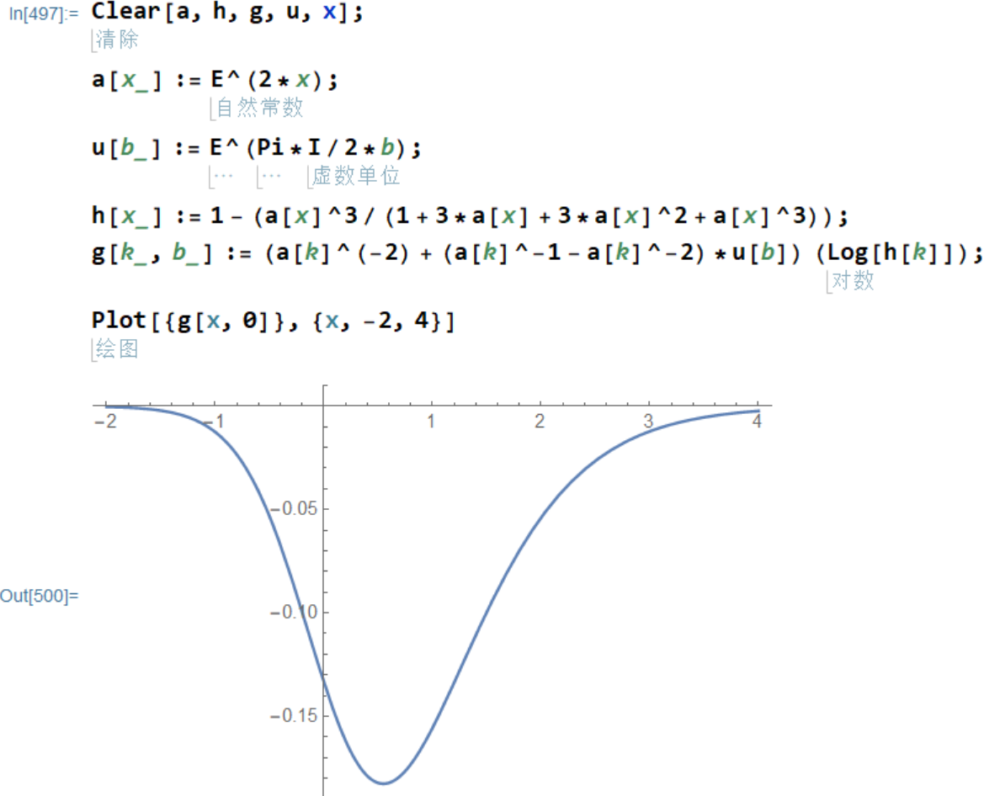 In[497]:= Clear[a, h, g, u, x];
清除
a[x_] := E^(2*x);
自然常数
u[b_] := E^(Pi*I/2*b);
… … 虚数单位
h[x_] := 1-(a[x]^3/(1+3*a[x]+3*a[x]^2+a[x]^3));
g[k_, b_] := (a[k]^(-2)+(a[k]^-1-a[k]^-2)*u[b]) (Log[h[k]]);
对数
Plot[{g[x, 0]}, {x, -2, 4}]
绘图
-2 -1 1 2 3 4
-0.05
Out[500]=
-0.10
-0.15